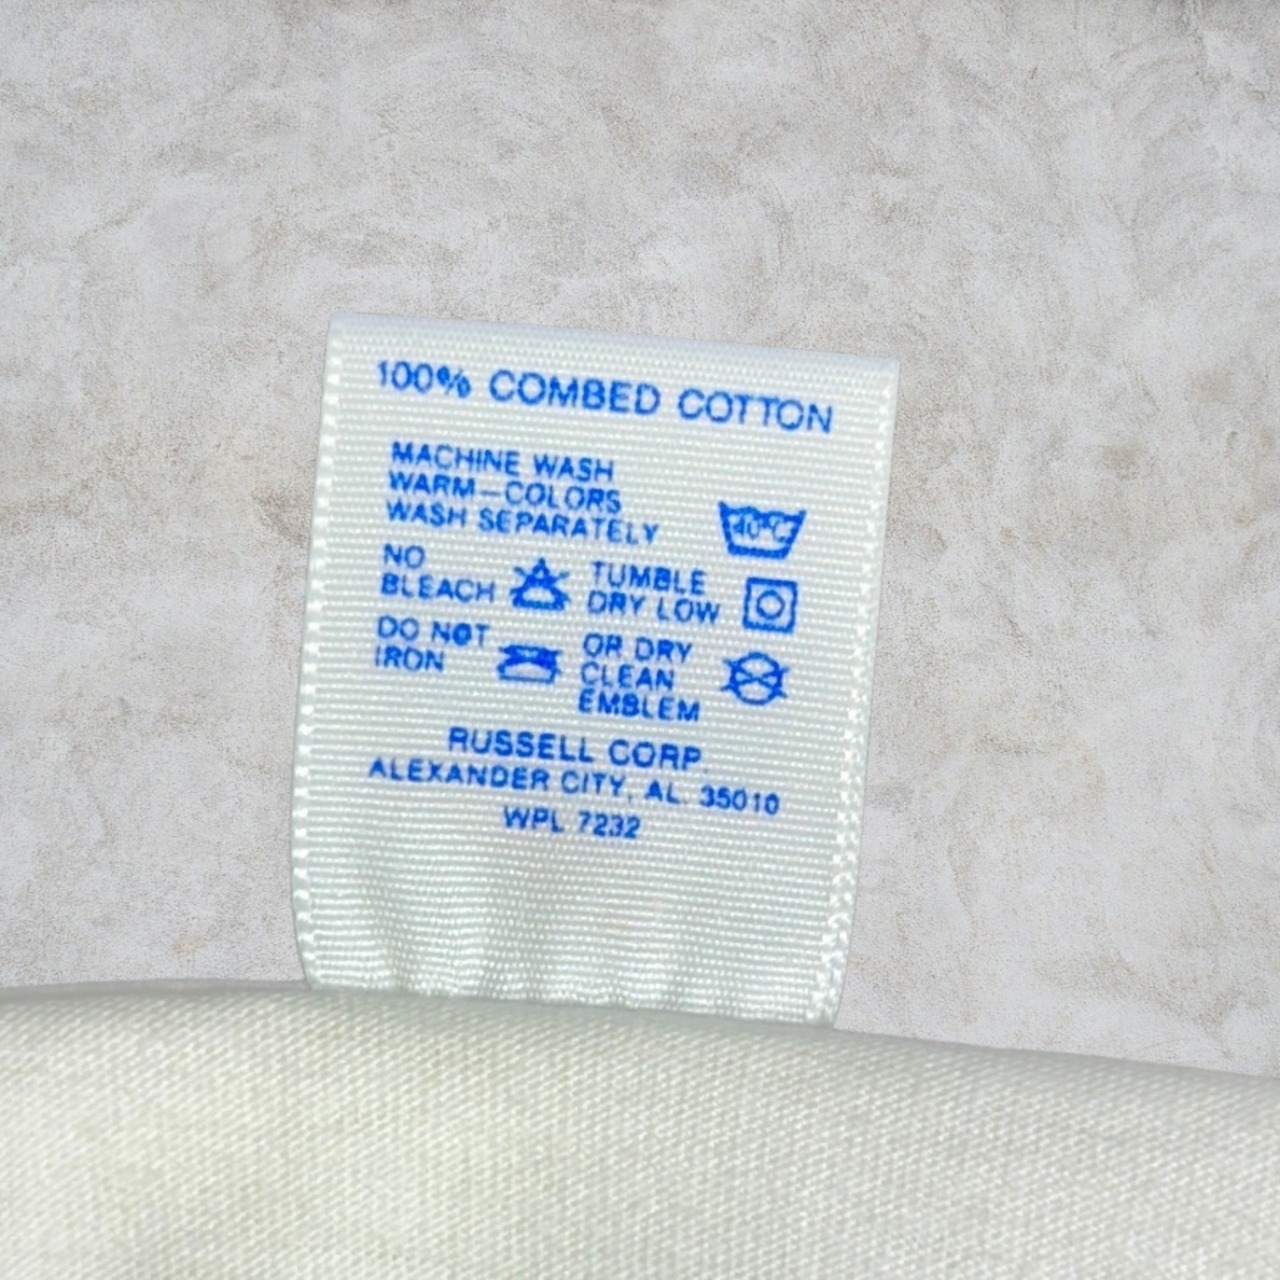 100% COMBED COTTON
MACHINE WASH
WARM–COLORS
WASH SEPARATELY
40°C
NO
BLEACH
TUMBLE
DRY LOW
DO NOT
IRON
OR DRY
CLEAN
EMBLEM
RUSSELL CORP.
ALEXANDER CITY, AL. 35010
WPL 7232